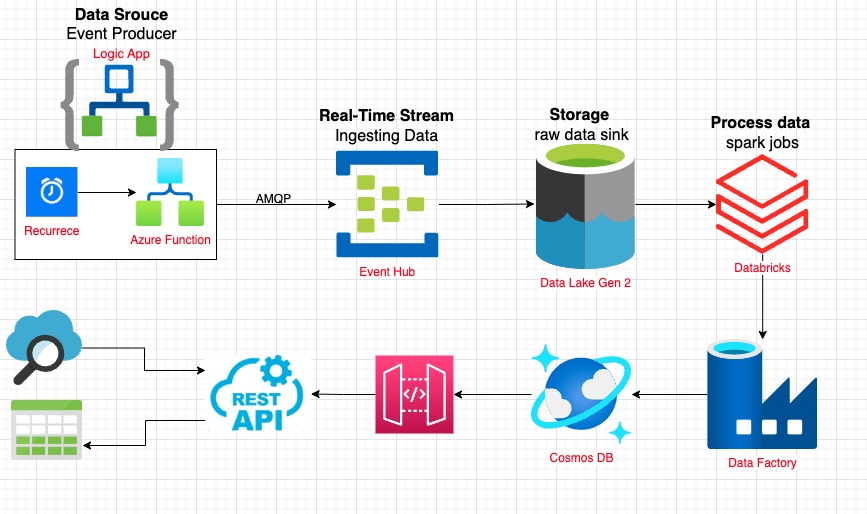 Data Srouce
Event Producer
Logic App
Recurrece
Azure Function
AMQP
Real-Time Stream
Ingesting Data
Event Hub
Storage
raw data sink
Data Lake Gen 2
Process data
spark jobs
Databricks
REST
API
</>
Cosmos DB
Data Factory